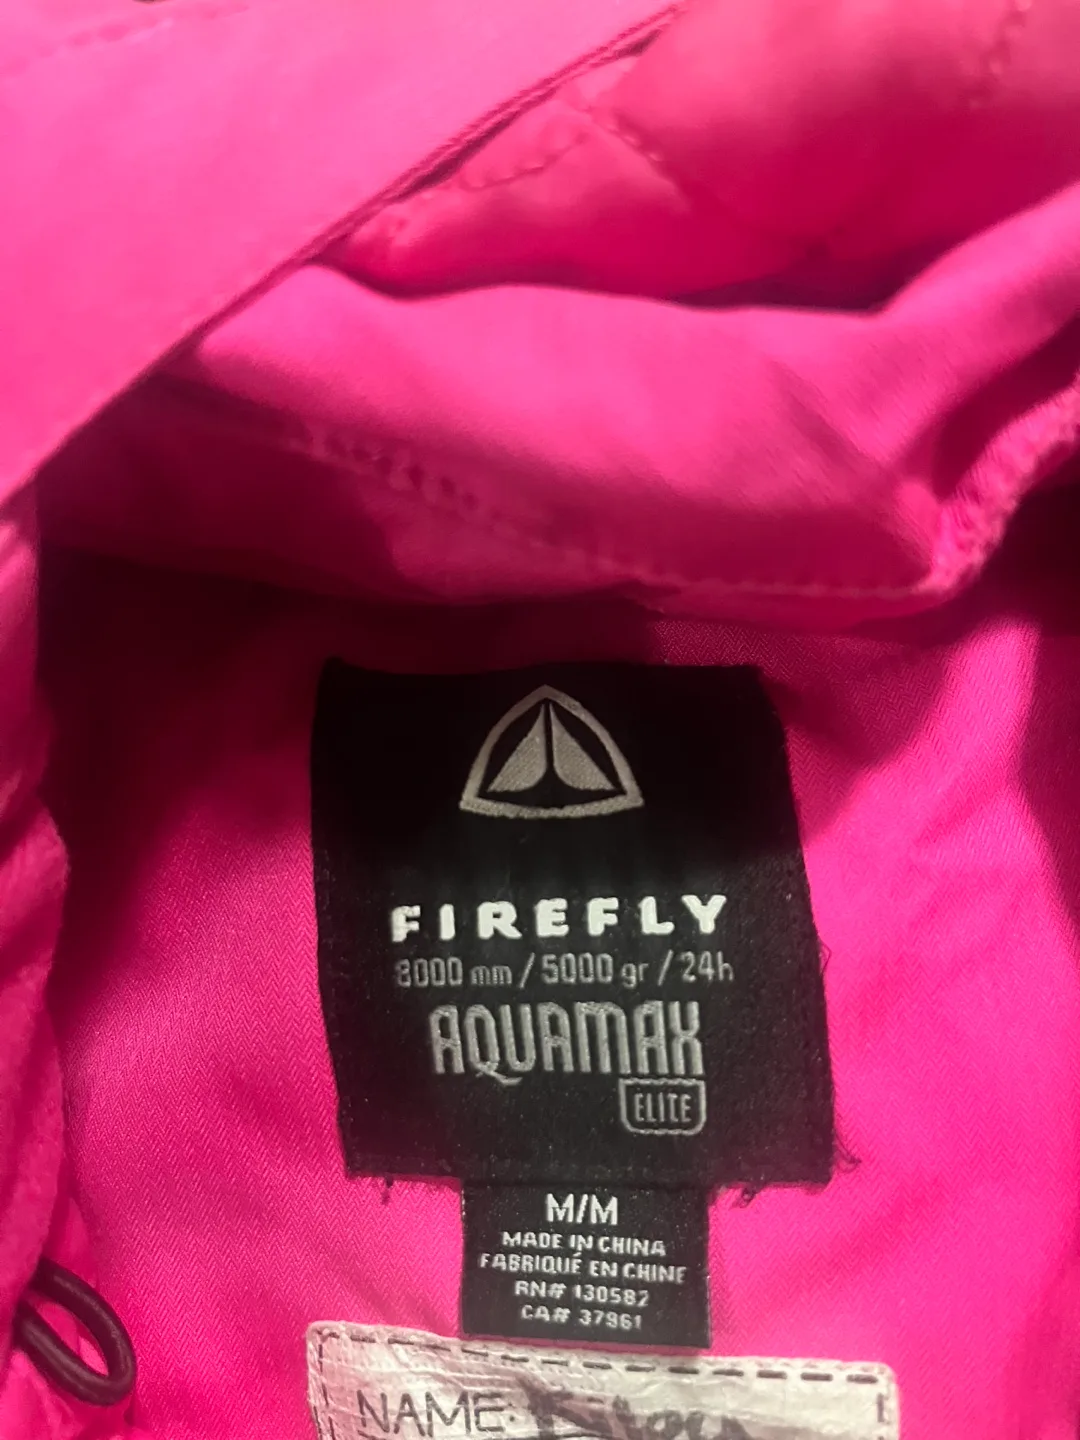 FIREFLY
8000 mm / 5000 gr / 24h
AQUAMAX
ELITE
M/M
MADE IN CHINA
FABRIQUÉ EN CHINE
RN# 130582
CA# 37961
NAME: